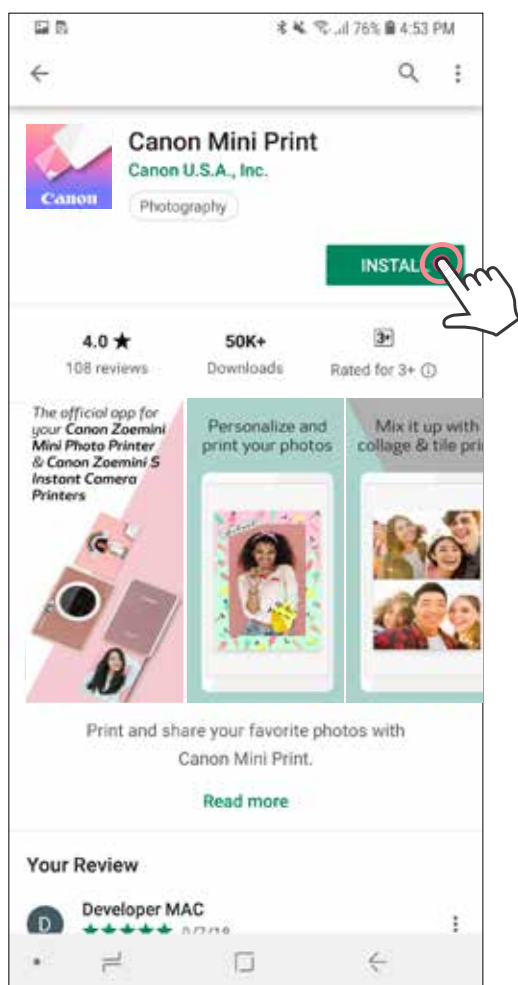 76% 4:53 PM
Canon Mini Print
Canon U.S.A., Inc.
Canon
Photography
INSTAL
4.0 ★ 50K+ 3+
108 reviews Downloads Rated for 3+
The official app for
your Canon Zoemini
Mini Photo Printer
& Canon Zoemini S
Instant Camera
Printers
Personalize and
print your photos
Mix it up with
collage & tile pri
Print and share your favorite photos with
Canon Mini Print.
Read more
Your Review
D
Developer MAC